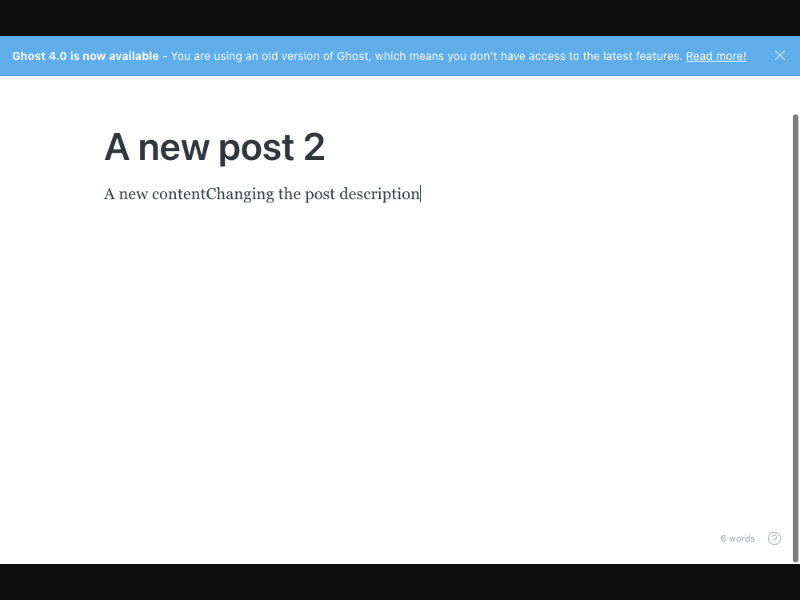 Ghost 4.0 is now available - You are using an old version of Ghost, which means you don't have access to the latest features. Read more!
A new post 2
A new contentChanging the post description
6 words
?